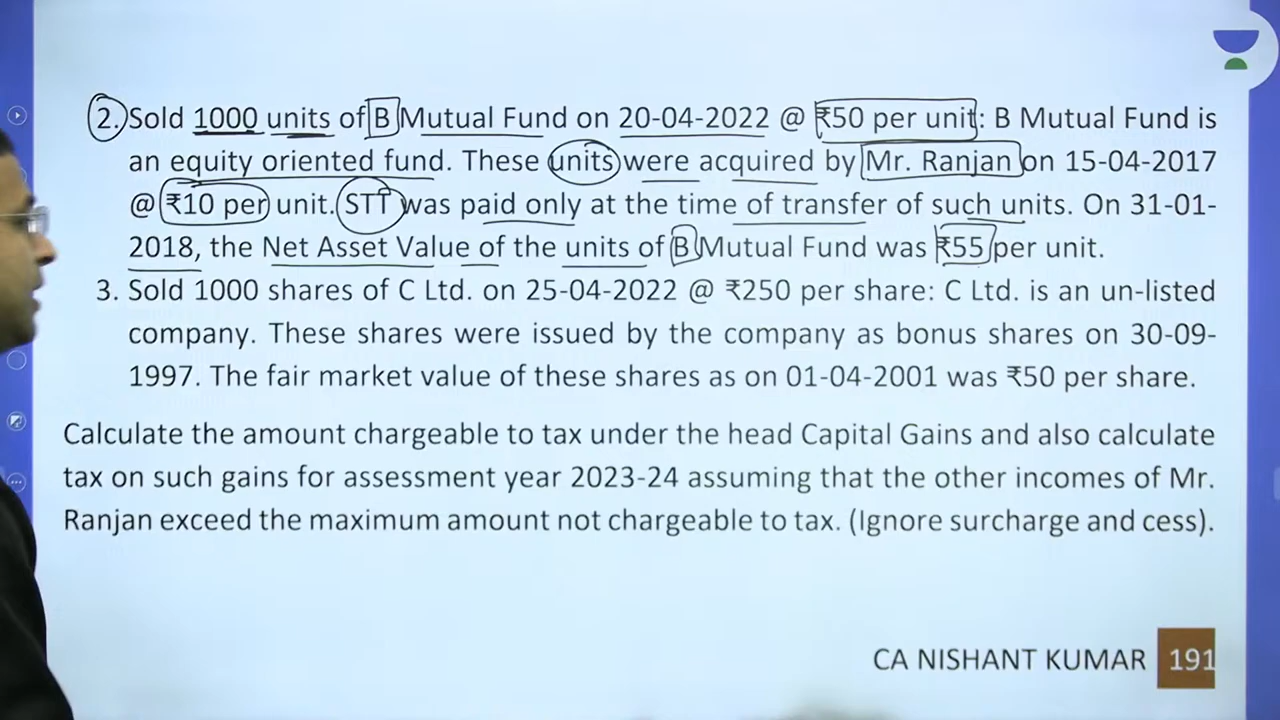 2. Sold 1000 units of B Mutual Fund on 20-04-2022 @ ₹50 per unit: B Mutual Fund is
an equity oriented fund. These units were acquired by Mr. Ranjan on 15-04-2017
@ ₹10 per unit. STT was paid only at the time of transfer of such units. On 31-01-
2018, the Net Asset Value of the units of B Mutual Fund was ₹55 per unit.
3. Sold 1000 shares of C Ltd. on 25-04-2022 @ ₹250 per share: C Ltd. is an un-listed
company. These shares were issued by the company as bonus shares on 30-09-
1997. The fair market value of these shares as on 01-04-2001 was ₹50 per share.
Calculate the amount chargeable to tax under the head Capital Gains and also calculate
tax on such gains for assessment year 2023-24 assuming that the other incomes of Mr.
Ranjan exceed the maximum amount not chargeable to tax. (Ignore surcharge and cess).
CA NISHANT KUMAR 191